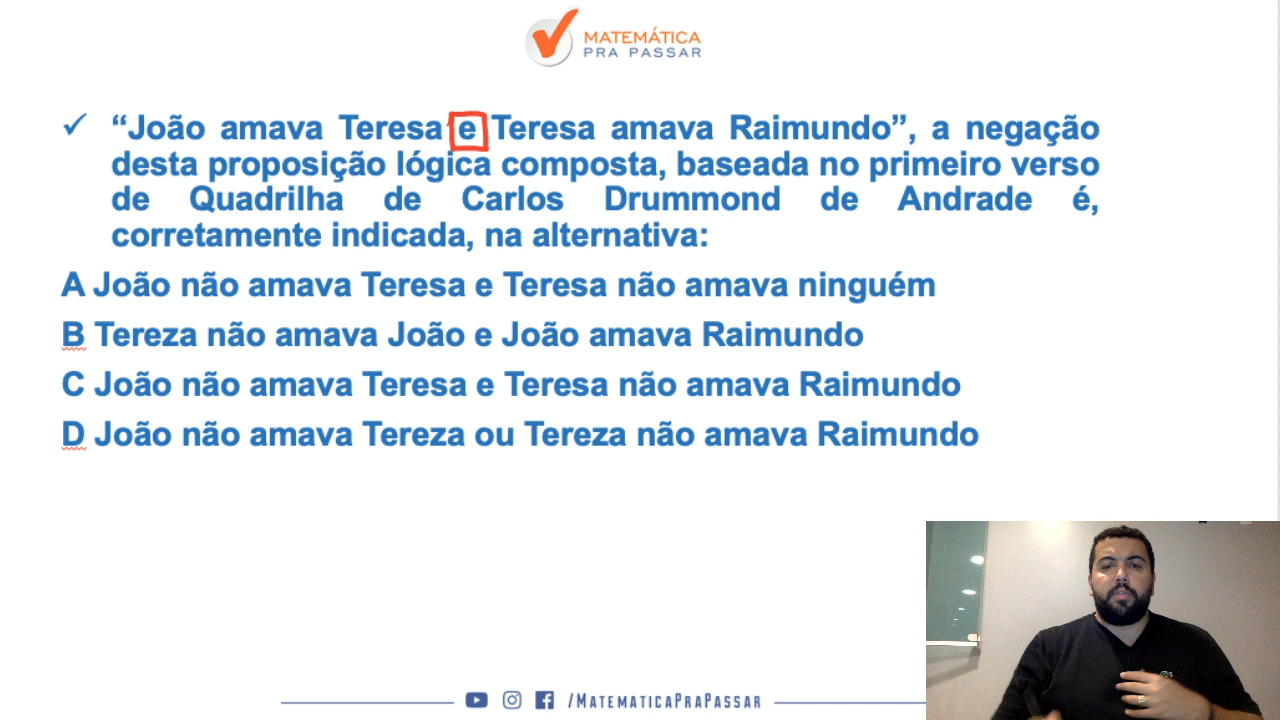 MATEMÁTICA
PRA PASSAR
“João amava Teresa e Teresa amava Raimundo”, a negação
desta proposição lógica composta, baseada no primeiro verso
de Quadrilha de Carlos Drummond de Andrade é,
corretamente indicada, na alternativa:
A João não amava Teresa e Teresa não amava ninguém
B Tereza não amava João e João amava Raimundo
C João não amava Teresa e Teresa não amava Raimundo
D João não amava Tereza ou Tereza não amava Raimundo
/MATEMATICAPRAPASSAR